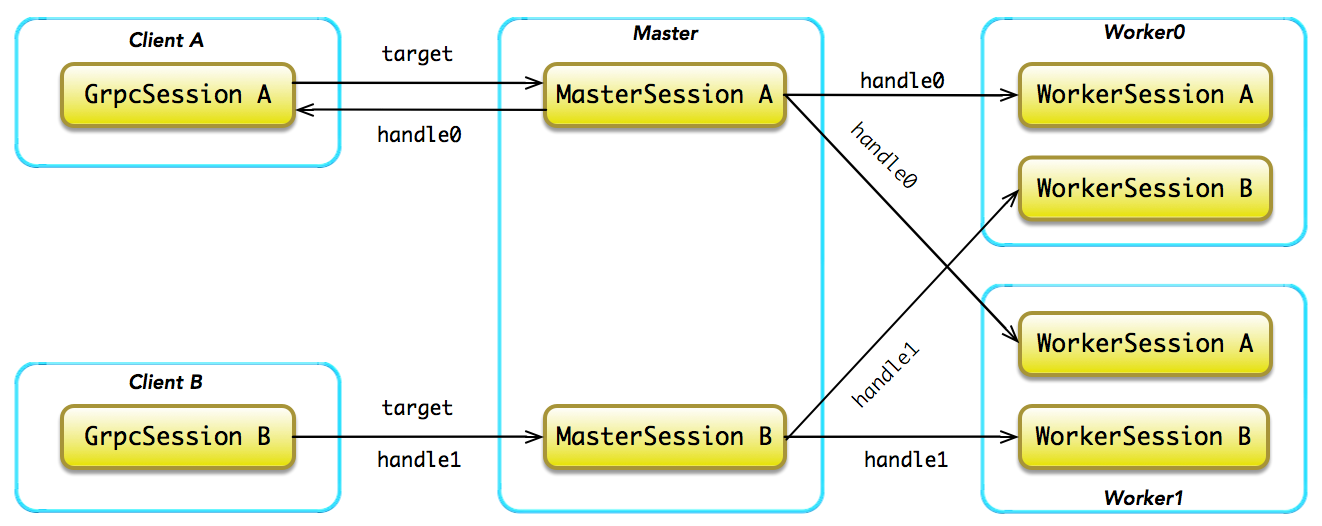 Client A
GrpcSession A
target
handle0
Master
MasterSession A
handle0
handle0
Worker0
WorkerSession A
WorkerSession B
Client B
GrpcSession B
target
handle1
MasterSession B
handle1
handle1
WorkerSession A
WorkerSession B
Worker1